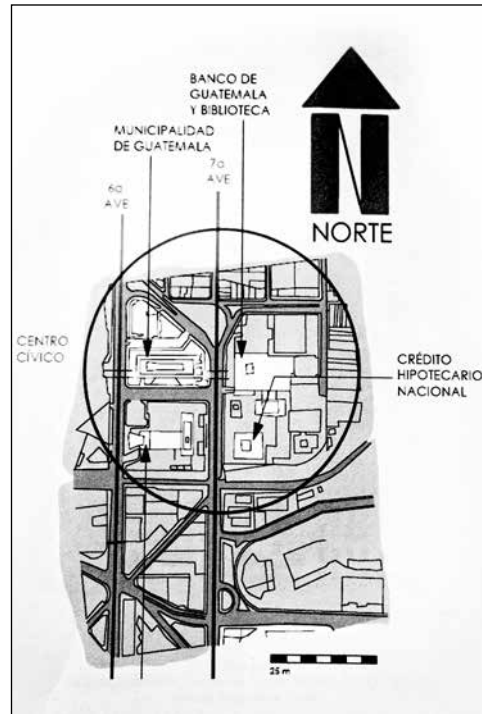 BANCO DE
GUATEMALA
Y BIBLIOTECA
MUNICIPALIDAD
DE GUATEMALA
6a
AVE
7a
AVE
NORTE
CENTRO
CÍVICO
CRÉDITO
HIPOTECARIO
NACIONAL
25 m